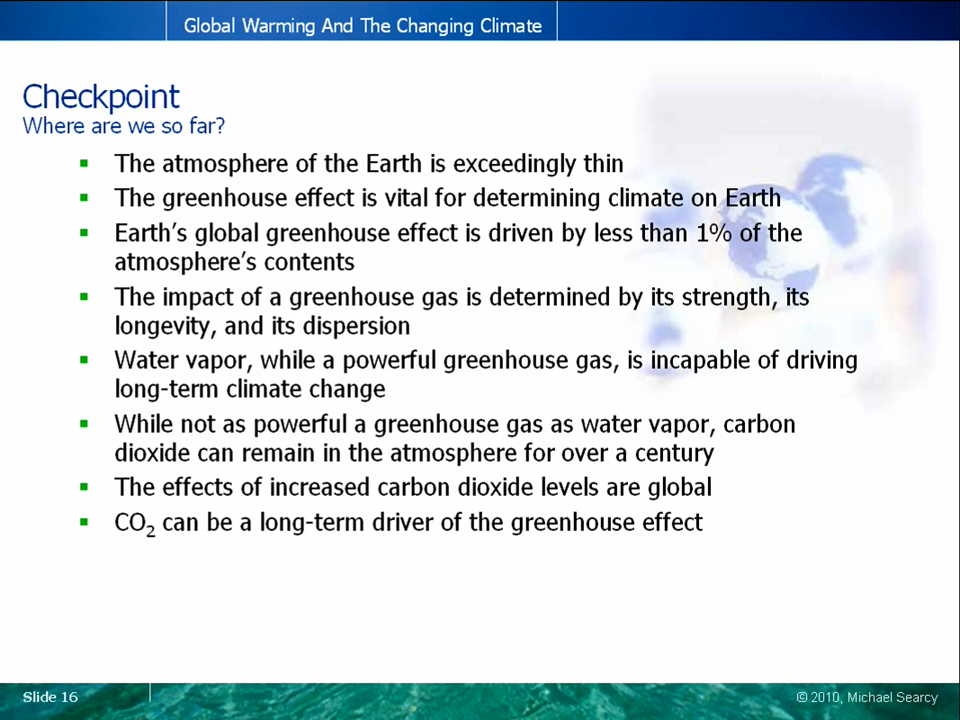 Global Warming And The Changing Climate
Checkpoint
Where are we so far?
▪ The atmosphere of the Earth is exceedingly thin
▪ The greenhouse effect is vital for determining climate on Earth
▪ Earth's global greenhouse effect is driven by less than 1% of the
atmosphere's contents
▪ The impact of a greenhouse gas is determined by its strength, its
longevity, and its dispersion
▪ Water vapor, while a powerful greenhouse gas, is incapable of driving
long-term climate change
▪ While not as powerful a greenhouse gas as water vapor, carbon
dioxide can remain in the atmosphere for over a century
▪ The effects of increased carbon dioxide levels are global
▪ CO₂ can be a long-term driver of the greenhouse effect
Slide 16
© 2010, Michael Searcy